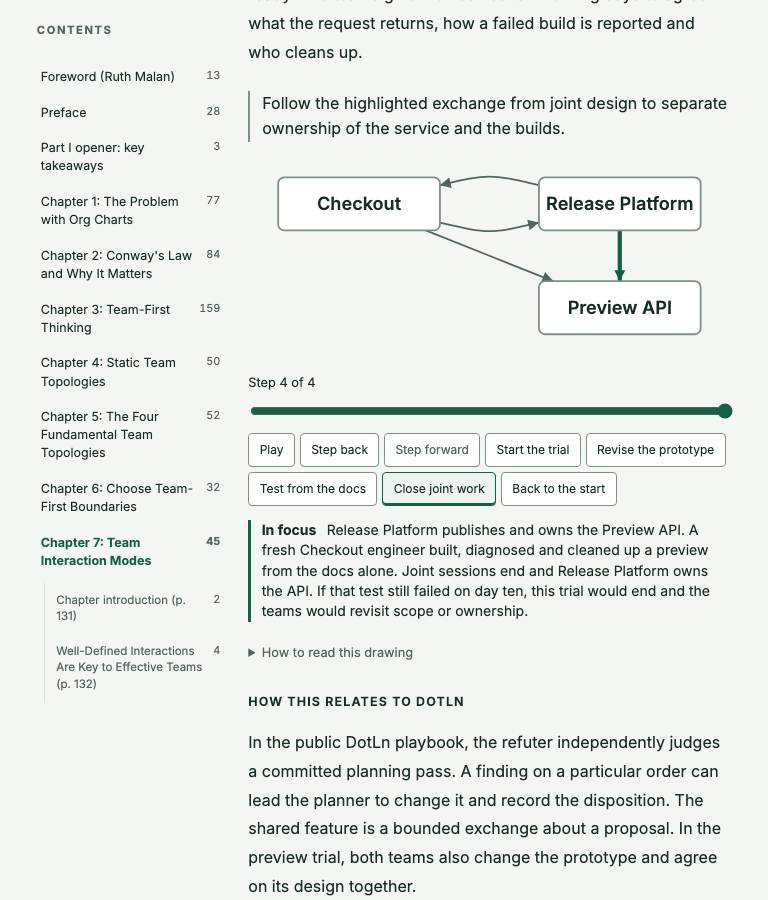 CONTENTS
Foreword (Ruth Malan) 13
Preface 28
Part I opener: key 3
takeaways
Chapter 1: The Problem 77
with Org Charts
Chapter 2: Conway's Law 84
and Why It Matters
Chapter 3: Team-First 159
Thinking
Chapter 4: Static Team 50
Topologies
Chapter 5: The Four 52
Fundamental Team
Topologies
Chapter 6: Choose Team- 32
First Boundaries
Chapter 7: Team 45
Interaction Modes
Chapter introduction (p. 2
131)
Well-Defined Interactions 4
Are Key to Effective Teams
(p. 132)
what the request returns, how a failed build is reported and
who cleans up.
Follow the highlighted exchange from joint design to separate
ownership of the service and the builds.
Checkout
Release Platform
Preview API
Step 4 of 4
Play
Step back
Step forward
Start the trial
Revise the prototype
Test from the docs
Close joint work
Back to the start
In focus Release Platform publishes and owns the Preview API. A
fresh Checkout engineer built, diagnosed and cleaned up a preview
from the docs alone. Joint sessions end and Release Platform owns
the API. If that test still failed on day ten, this trial would end and the
teams would revisit scope or ownership.
How to read this drawing
HOW THIS RELATES TO DOTLN
In the public DotLn playbook, the refuter independently judges
a committed planning pass. A finding on a particular order can
lead the planner to change it and record the disposition. The
shared feature is a bounded exchange about a proposal. In the
preview trial, both teams also change the prototype and agree
on its design together.